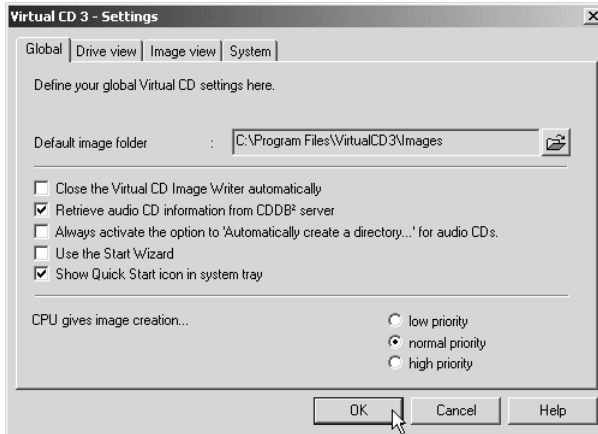 Virtual CD 3 - Settings
Global Drive view Image view System
Define your global Virtual CD settings here.
Default image folder : C:\Program Files\VirtualCD3\Images
Close the Virtual CD Image Writer automatically
Retrieve audio CD information from CDDB² server
Always activate the option to 'Automatically create a directory...' for audio CDs.
Use the Start Wizard
Show Quick Start icon in system tray
CPU gives image creation... low priority
normal priority
high priority
OK Cancel Help